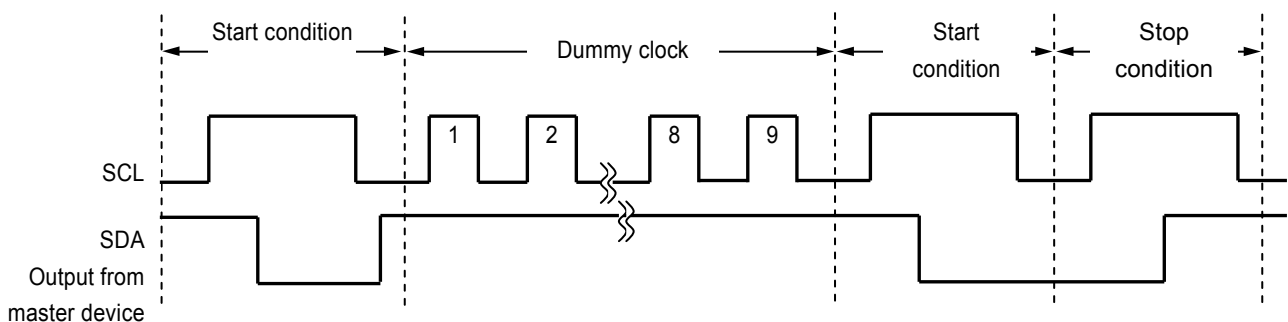 Start condition
Dummy clock
Start
condition
Stop
condition
1
2
8
9
SCL
SDA
Output from
master device